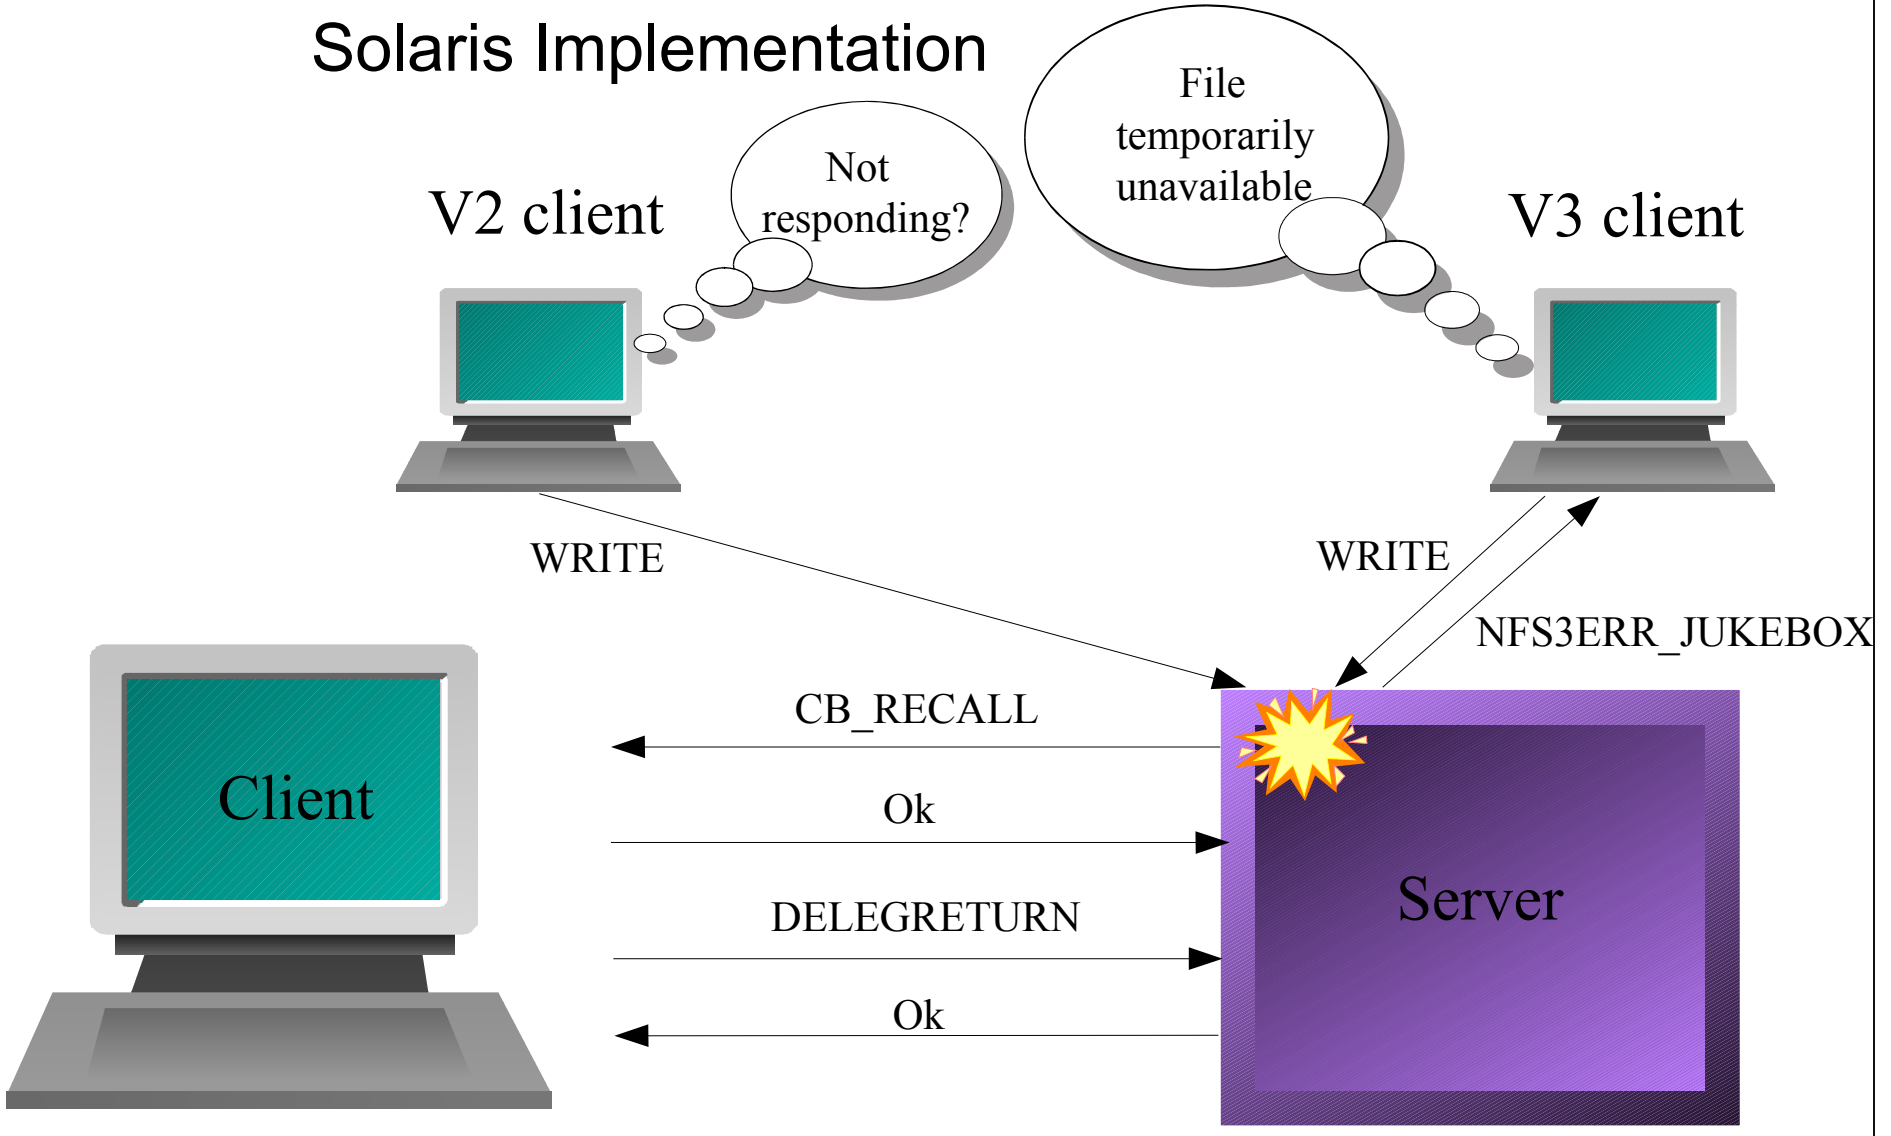 Solaris Implementation
File
temporarily
unavailable
Not
responding?
V2 client
V3 client
WRITE
WRITE
NFS3ERR_JUKEBOX
CB_RECALL
Client
Ok
Server
DELEGRETURN
Ok